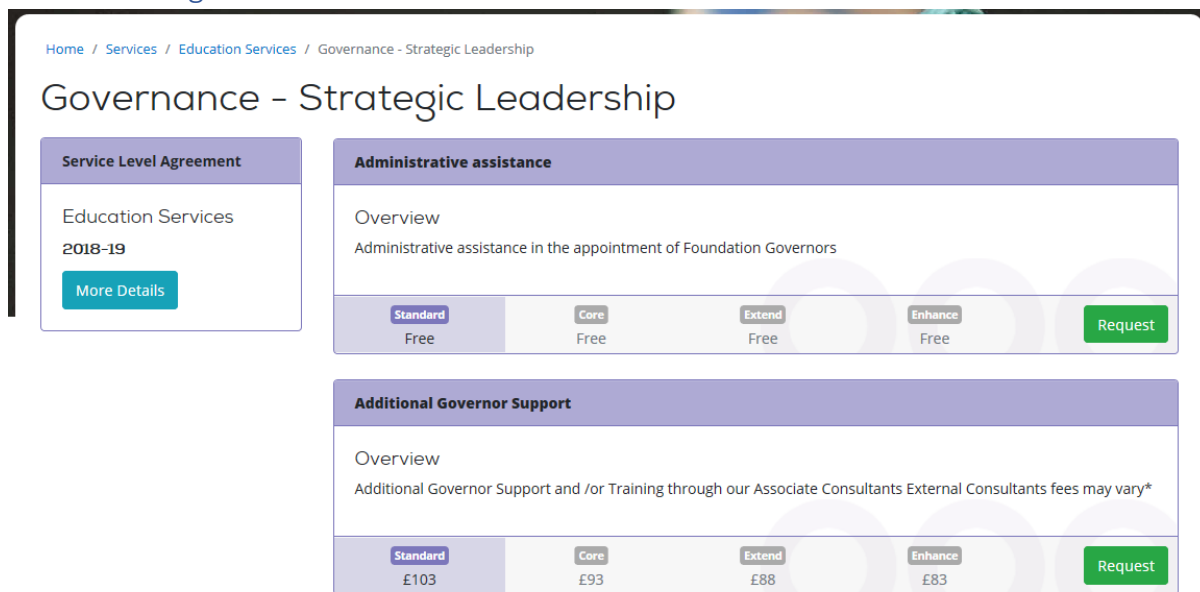 Home / Services / Education Services / Governance - Strategic Leadership
Governance - Strategic Leadership
Service Level Agreement
Education Services
2018-19
More Details
Administrative assistance
Overview
Administrative assistance in the appointment of Foundation Governors
Standard Core Extend Enhance
Free Free Free Free
Request
Additional Governor Support
Overview
Additional Governor Support and /or Training through our Associate Consultants External Consultants fees may vary*
Standard Core Extend Enhance
£103 £93 £88 £83
Request